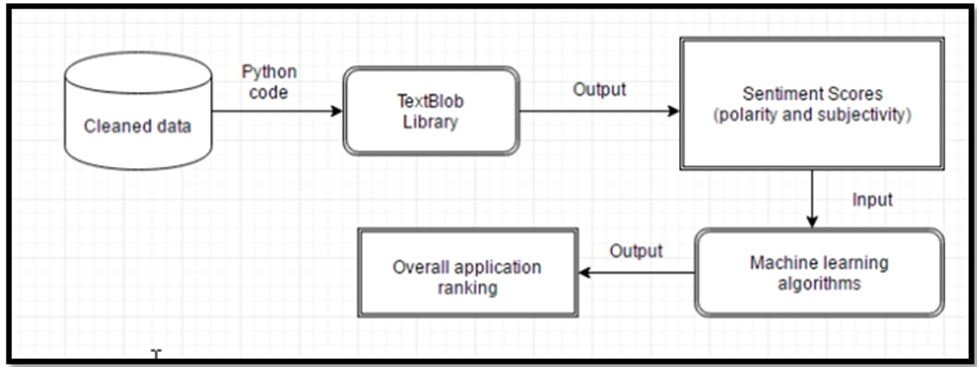 Cleaned data
Python
code
TextBlob
Library
Output
Sentiment Scores
(polarity and subjectivity)
Input
Machine learning
algorithms
Output
Overall application
ranking